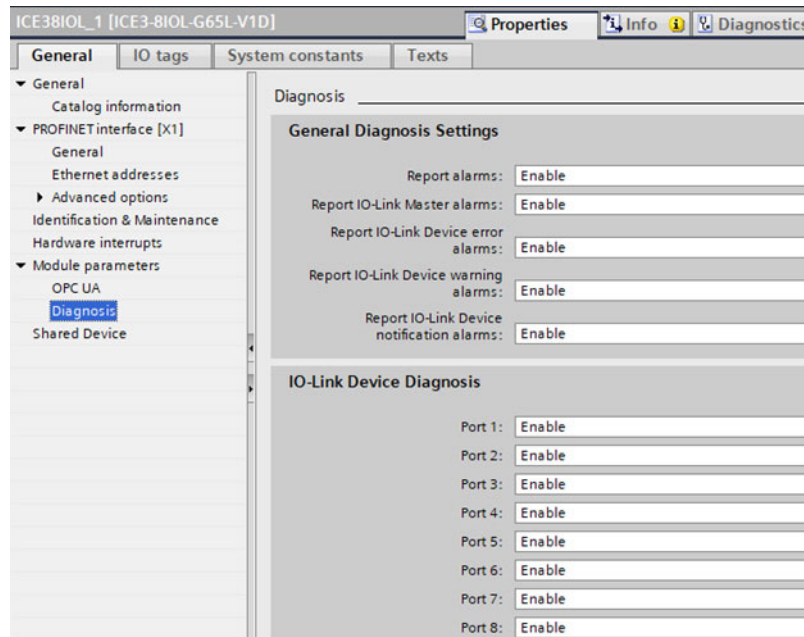 ICE38IOL_1 [ICE3-8IOL-G65L-V1D]
Properties
Info
Diagnostics
General
IO tags
System constants
Texts
General
Catalog information
PROFINET interface [X1]
General
Ethernet addresses
Advanced options
Identification & Maintenance
Hardware interrupts
Module parameters
OPC UA
Diagnosis
Shared Device
Diagnosis
General Diagnosis Settings
Report alarms: Enable
Report IO-Link Master alarms: Enable
Report IO-Link Device error
alarms: Enable
Report IO-Link Device warning
alarms: Enable
Report IO-Link Device
notification alarms: Enable
IO-Link Device Diagnosis
Port 1: Enable
Port 2: Enable
Port 3: Enable
Port 4: Enable
Port 5: Enable
Port 6: Enable
Port 7: Enable
Port 8: Enable